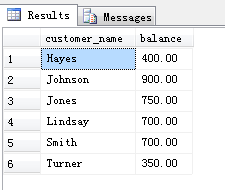 Results Messages
customer_name balance
1 Hayes 400.00
2 Johnson 900.00
3 Jones 750.00
4 Lindsay 700.00
5 Smith 700.00
6 Turner 350.00